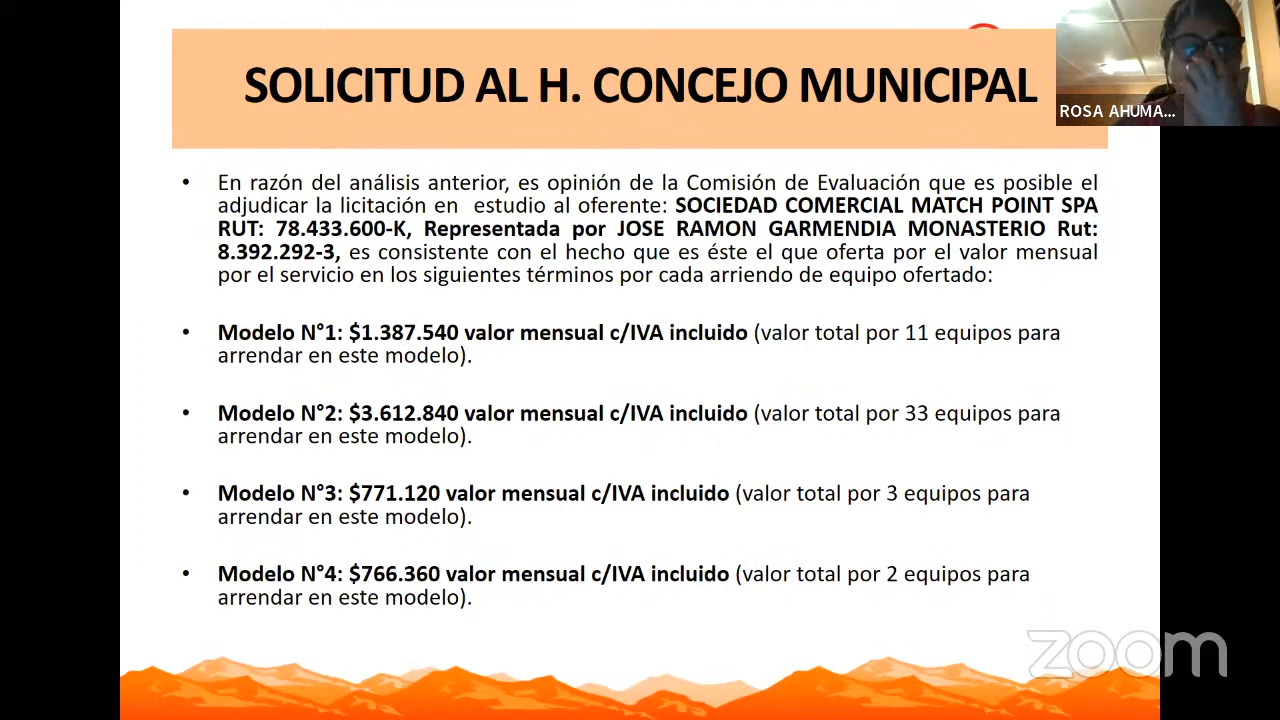 SOLICITUD AL H. CONCEJO MUNICIPAL
ROSA AHUMA...
• En razón del análisis anterior, es opinión de la Comisión de Evaluación que es posible el
adjudicar la licitación en estudio al oferente: SOCIEDAD COMERCIAL MATCH POINT SPA
RUT: 78.433.600-K, Representada por JOSE RAMON GARMENDIA MONASTERIO Rut:
8.392.292-3, es consistente con el hecho que es éste el que oferta por el valor mensual
por el servicio en los siguientes términos por cada arriendo de equipo ofertado:
• Modelo N°1: $1.387.540 valor mensual c/IVA incluido (valor total por 11 equipos para
arrendar en este modelo).
• Modelo N°2: $3.612.840 valor mensual c/IVA incluido (valor total por 33 equipos para
arrendar en este modelo).
• Modelo N°3: $771.120 valor mensual c/IVA incluido (valor total por 3 equipos para
arrendar en este modelo).
• Modelo N°4: $766.360 valor mensual c/IVA incluido (valor total por 2 equipos para
arrendar en este modelo).
zoom